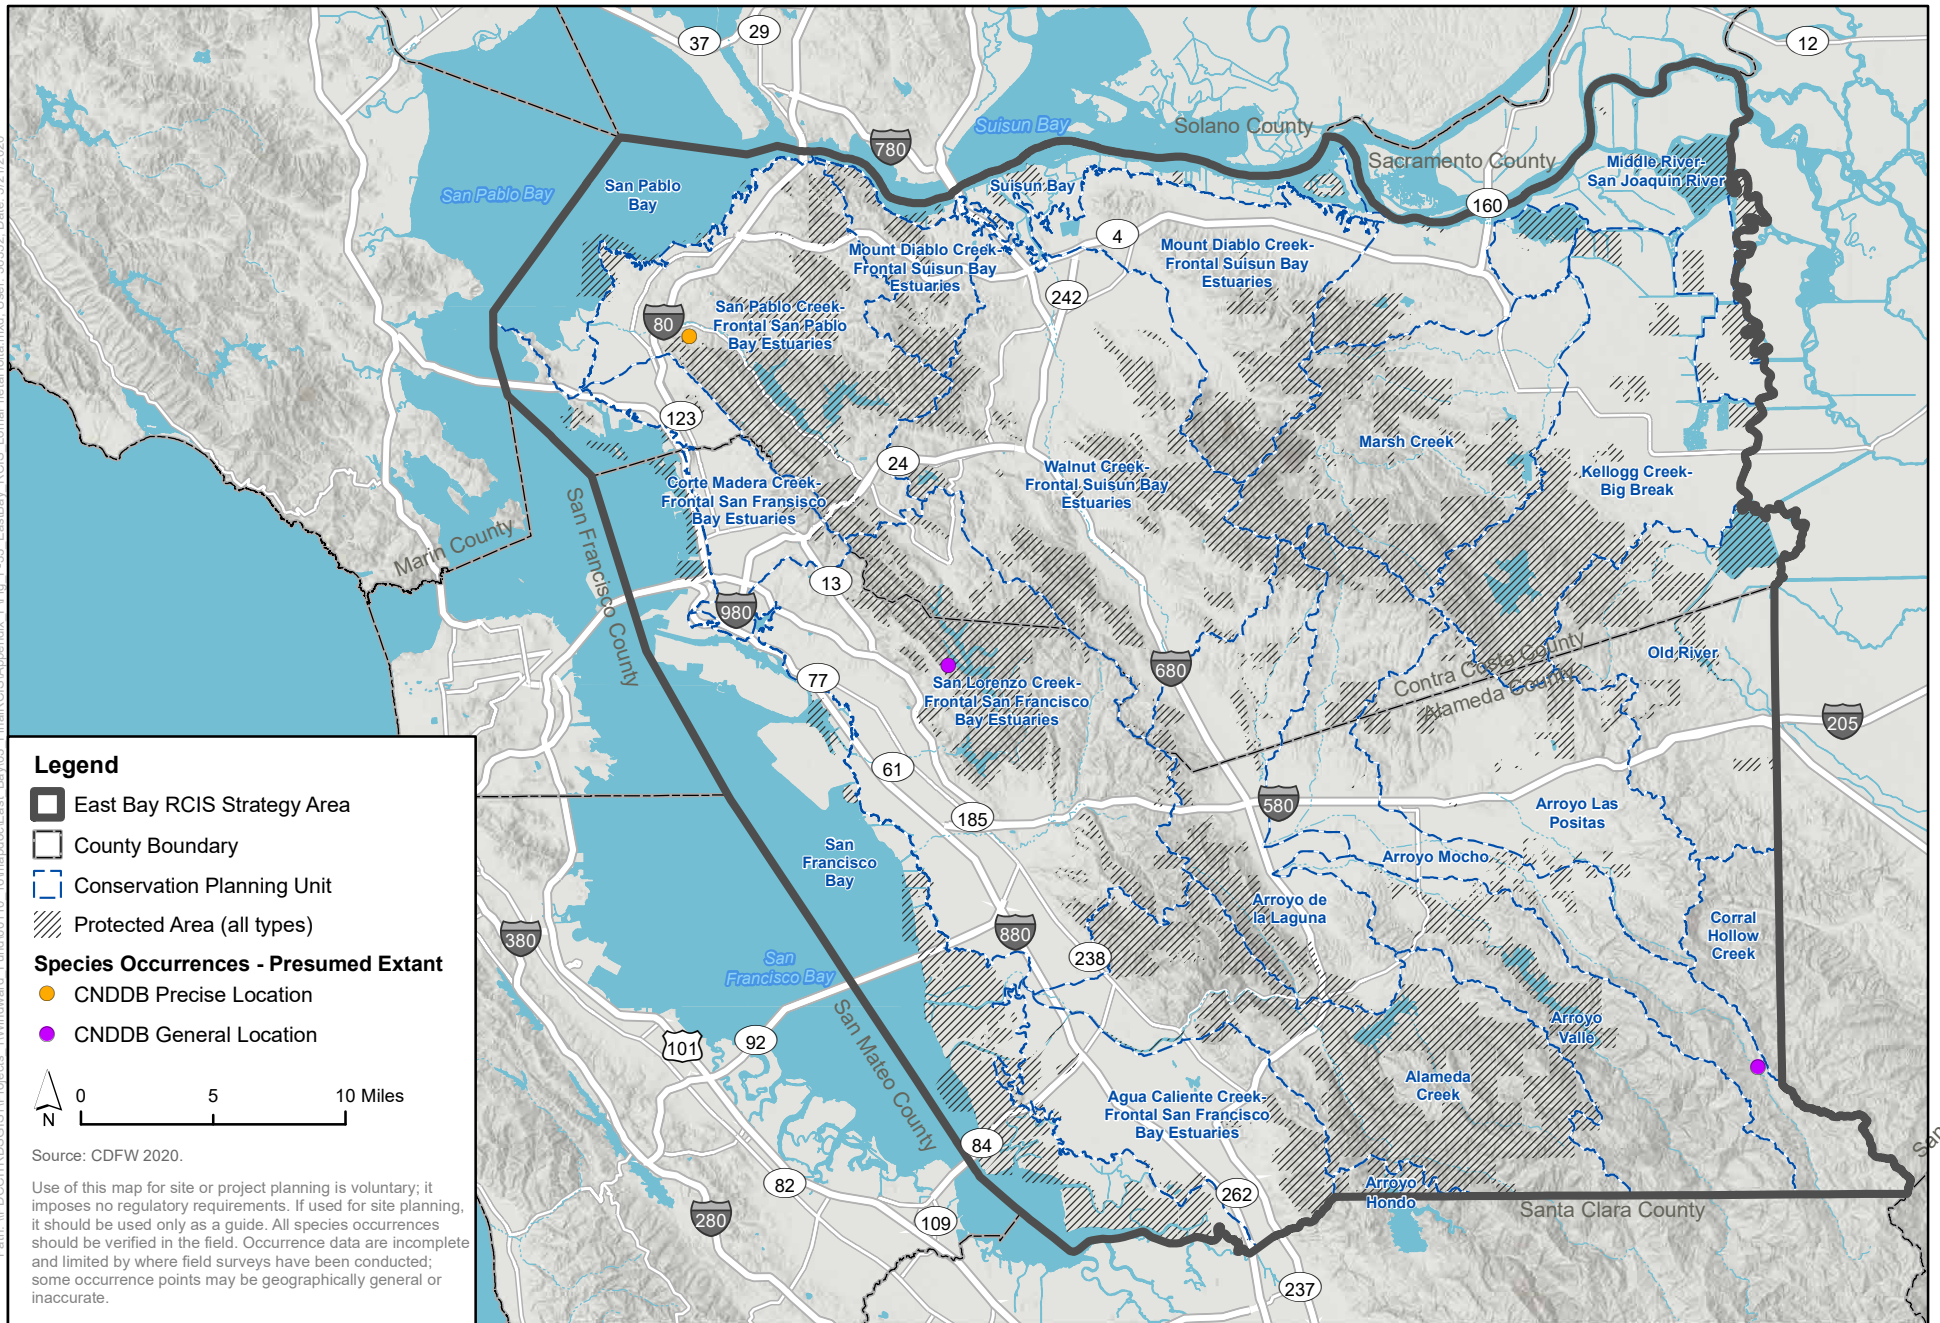 37
29
12
780
Suisun Bay
Solano County
Sacramento County
Middle River-
San Joaquin River
San Pablo Bay
San Pablo
Bay
Suisun Bay
160
4
Mount Diablo Creek-
Frontal Suisun Bay
Estuaries
Mount Diablo Creek-
Frontal Suisun Bay
Estuaries
242
80
San Pablo Creek-
Frontal San Pablo
Bay Estuaries
123
24
Marsh Creek
Walnut Creek-
Frontal Suisun Bay
Estuaries
Kellogg Creek-
Big Break
Corte Madera Creek-
Frontal San Fransisco
Bay Estuaries
Marin County
San Francisco County
13
980
680
Contra Costa County
Alameda County
Old River
77
San Lorenzo Creek-
Frontal San Francisco
Bay Estuaries
205
61
185
580
Arroyo Las
Positas
San
Francisco
Bay
Arroyo Mocho
Arroyo de
la Laguna
Corral
Hollow
Creek
380
880
238
San
Francisco Bay
Arroyo
Valle
San Mateo County
101
92
Alameda
Creek
Agua Caliente Creek-
Frontal San Francisco
Bay Estuaries
84
82
262
Arroyo
Hondo
Santa Clara County
280
109
237
Legend
East Bay RCIS Strategy Area
County Boundary
Conservation Planning Unit
Protected Area (all types)
Species Occurrences - Presumed Extant
CNDDB Precise Location
CNDDB General Location
N
0 5 10 Miles
Source: CDFW 2020.
Use of this map for site or project planning is voluntary; it
imposes no regulatory requirements. If used for site planning,
it should be used only as a guide. All species occurrences
should be verified in the field. Occurrence data are incomplete
and limited by where field surveys have been conducted;
some occurrence points may be geographically general or
inaccurate.